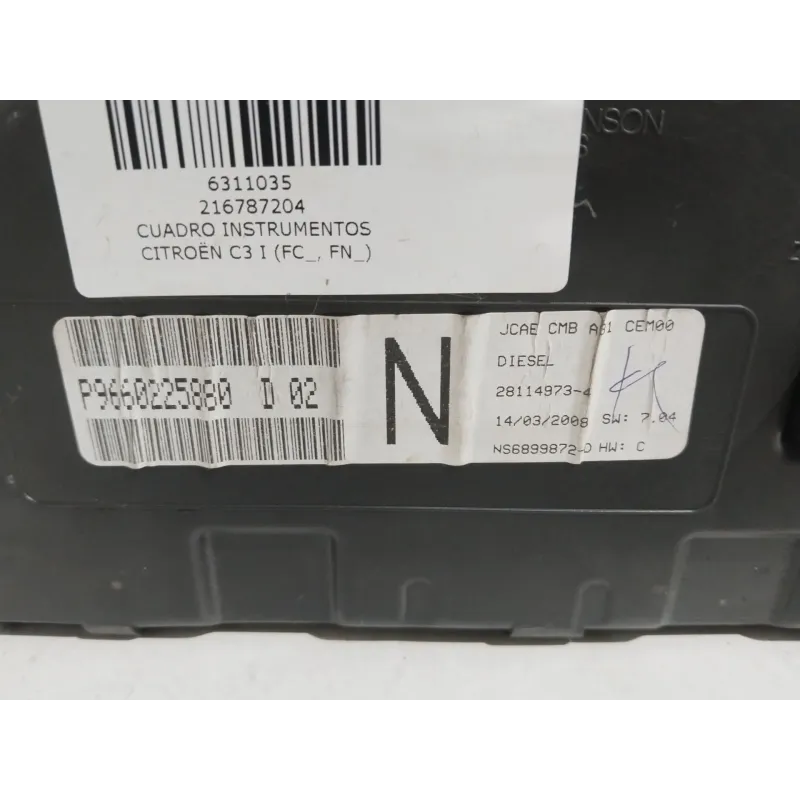 6311035
216787204
CUADRO INSTRUMENTOS
CITROËN C3 I (FC_, FN_)
NSON
S
P9660225880 D 02
N
JCAE CMB A61 CEM00
DIESEL
28114973-4
14/03/2008 SW: 7.04
NS6899872-D HW: C